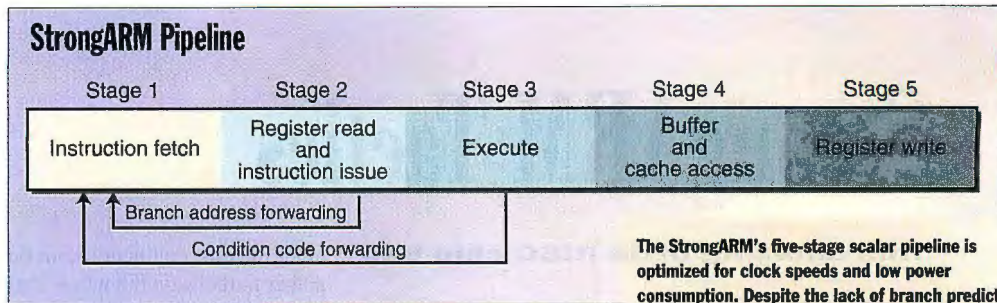 StrongARM Pipeline
Stage 1 Stage 2 Stage 3 Stage 4 Stage 5
Instruction fetch
Register read
and
instruction issue
Execute
Buffer
and
cache access
Register write
Branch address forwarding
Condition code forwarding
The StrongARM's five-stage scalar pipeline is
optimized for clock speeds and low power
consumption. Despite the lack of branch predict